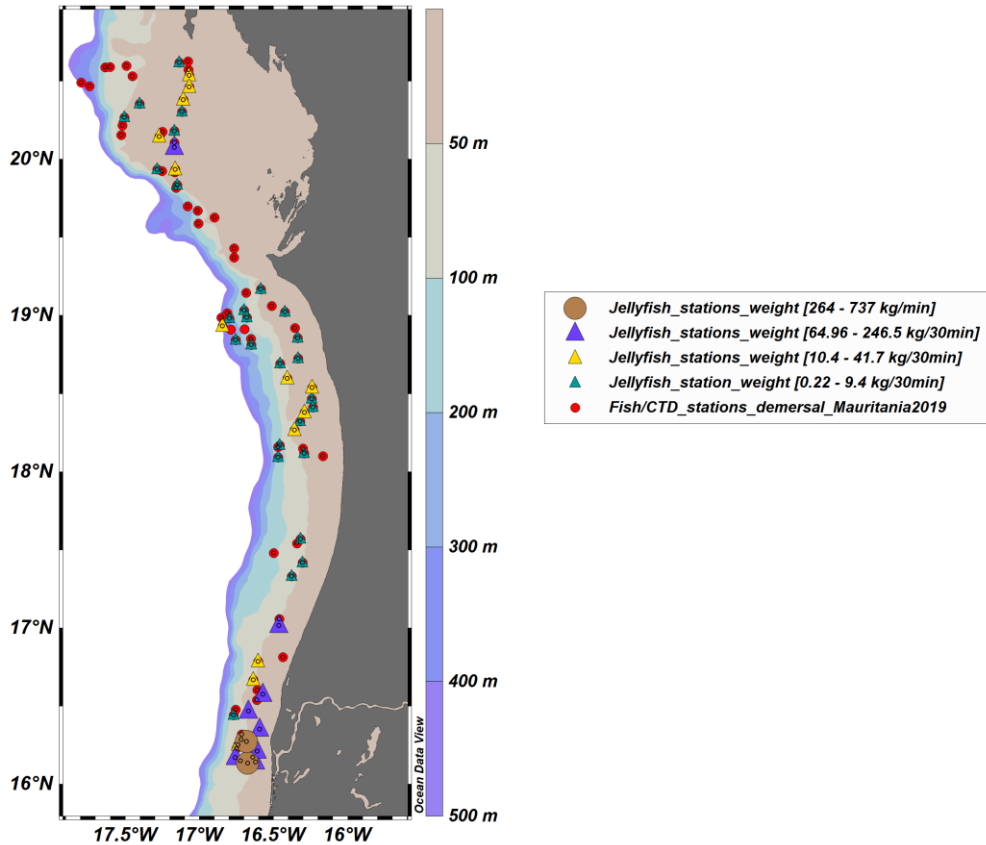 20°N
19°N
18°N
17°N
16°N
17.5°W 17°W 16.5°W 16°W
Ocean Data View
50 m
100 m
200 m
300 m
400 m
500 m
Jellyfish_stations_weight [264 - 737 kg/min]
Jellyfish_stations_weight [64.96 - 246.5 kg/30min]
Jellyfish_stations_weight [10.4 - 41.7 kg/30min]
Jellyfish_station_weight [0.22 - 9.4 kg/30min]
Fish/CTD_stations_demersal_Mauritania2019